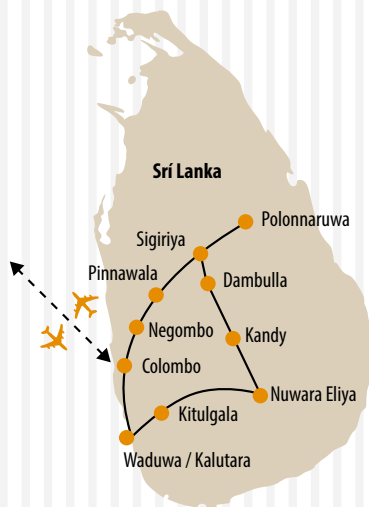 Srí Lanka
Polonnaruwa
Sigiriya
Pinnawala
Dambulla
Negombo
Kandy
Colombo
Nuwara Eliya
Kitulgala
Waduwa / Kalutara